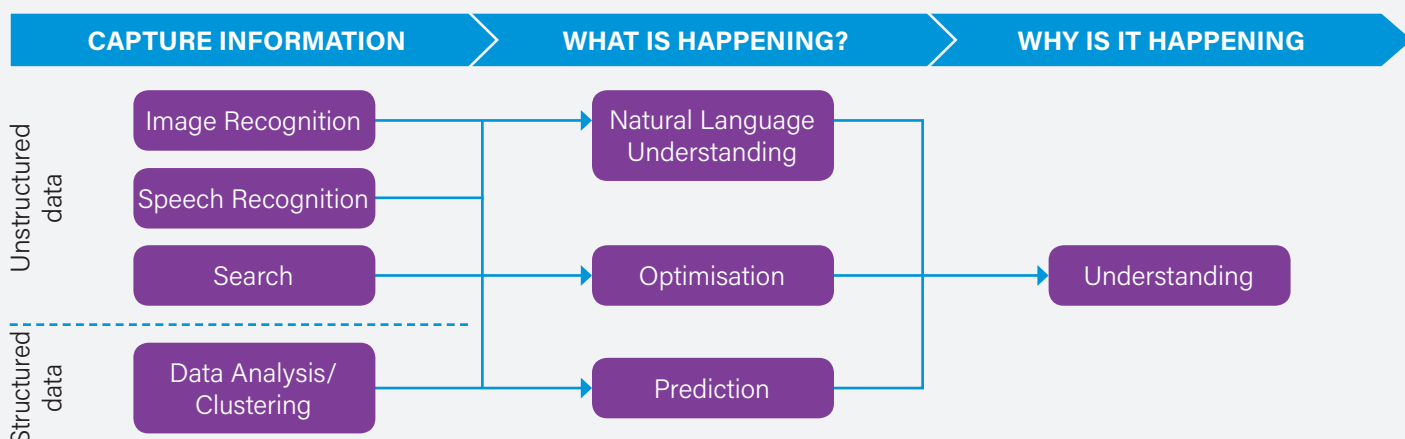 CAPTURE INFORMATION
WHAT IS HAPPENING?
WHY IS IT HAPPENING
Unstructured
data
Image Recognition
Speech Recognition
Search
Natural Language
Understanding
Optimisation
Understanding
Structured
data
Data Analysis/
Clustering
Prediction